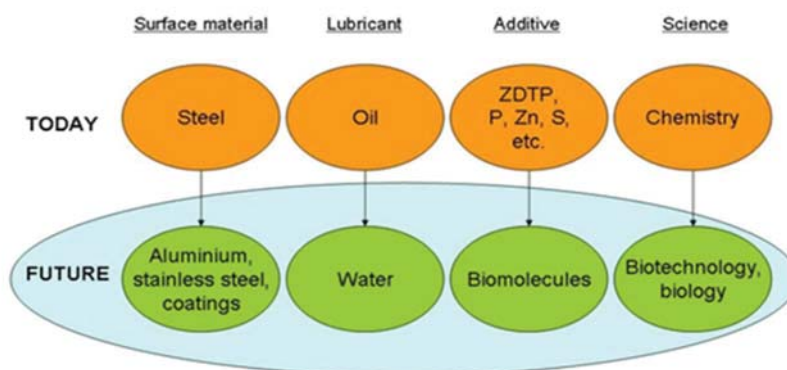 Surface material
Lubricant
Additive
Science
TODAY
Steel
Oil
ZDTP,
P, Zn, S,
etc.
Chemistry
FUTURE
Aluminium,
stainless steel,
coatings
Water
Biomolecules
Biotechnology,
biology